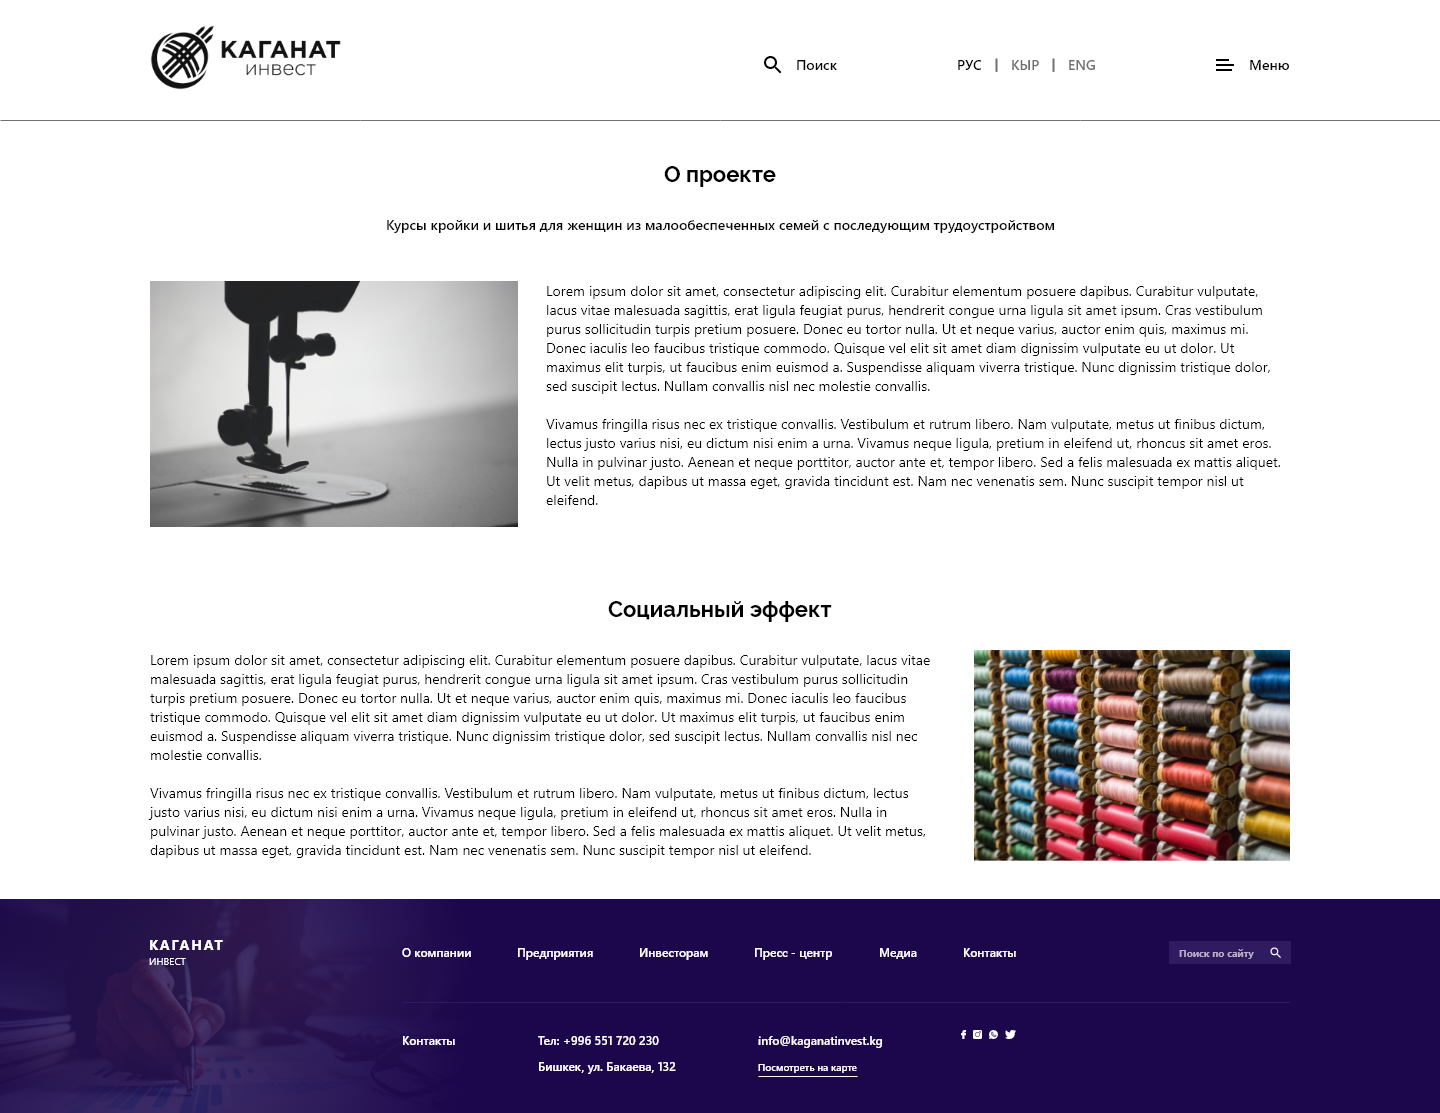 КАГАНАТ
ИНВЕСТ
Поиск
РУС | КЫР | ENG
Меню
О проекте
Курсы кройки и шитья для женщин из малообеспеченных семей с последующим трудоустройством
Lorem ipsum dolor sit amet, consectetur adipiscing elit. Curabitur elementum posuere dapibus. Curabitur vulputate,
lacus vitae malesuada sagittis, erat ligula feugiat purus, hendrerit congue urna ligula sit amet ipsum. Cras vestibulum
purus sollicitudin turpis pretium posuere. Donec eu tortor nulla. Ut et neque varius, auctor enim quis, maximus mi.
Donec iaculis leo faucibus tristique commodo. Quisque vel elit sit amet diam dignissim vulputate eu ut dolor. Ut
maximus elit turpis, ut faucibus enim euismod a. Suspendisse aliquam viverra tristique. Nunc dignissim tristique dolor,
sed suscipit lectus. Nullam convallis nisl nec molestie convallis.
Vivamus fringilla risus nec ex tristique convallis. Vestibulum et rutrum libero. Nam vulputate, metus ut finibus dictum,
lectus justo varius nisi, eu dictum nisi enim a urna. Vivamus neque ligula, pretium in eleifend ut, rhoncus sit amet eros.
Nulla in pulvinar justo. Aenean et neque porttitor, auctor ante et, tempor libero. Sed a felis malesuada ex mattis aliquet.
Ut velit metus, dapibus ut massa eget, gravida tincidunt est. Nam nec venenatis sem. Nunc suscipit tempor nisl ut
eleifend.
Социальный эффект
Lorem ipsum dolor sit amet, consectetur adipiscing elit. Curabitur elementum posuere dapibus. Curabitur vulputate, lacus vitae
malesuada sagittis, erat ligula feugiat purus, hendrerit congue urna ligula sit amet ipsum. Cras vestibulum purus sollicitudin
turpis pretium posuere. Donec eu tortor nulla. Ut et neque varius, auctor enim quis, maximus mi. Donec iaculis leo faucibus
tristique commodo. Quisque vel elit sit amet diam dignissim vulputate eu ut dolor. Ut maximus elit turpis, ut faucibus enim
euismod a. Suspendisse aliquam viverra tristique. Nunc dignissim tristique dolor, sed suscipit lectus. Nullam convallis nisl nec
molestie convallis.
Vivamus fringilla risus nec ex tristique convallis. Vestibulum et rutrum libero. Nam vulputate, metus ut finibus dictum, lectus
justo varius nisi, eu dictum nisi enim a urna. Vivamus neque ligula, pretium in eleifend ut, rhoncus sit amet eros. Nulla in
pulvinar justo. Aenean et neque porttitor, auctor ante et, tempor libero. Sed a felis malesuada ex mattis aliquet. Ut velit metus,
dapibus ut massa eget, gravida tincidunt est. Nam nec venenatis sem. Nunc suscipit tempor nisl ut eleifend.
КАГАНАТ
ИНВЕСТ
О компании
Предприятия
Инвесторам
Пресс - центр
Медиа
Контакты
Поиск по сайту
Контакты
Тел: +996 551 720 230
Бишкек, ул. Бакаева, 132
info@kaganatinvest.kg
Посмотреть на карте